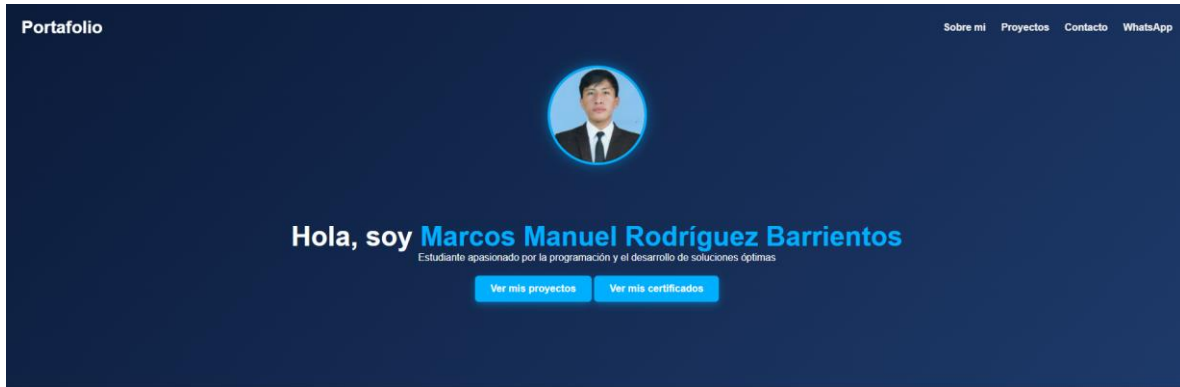 Portafolio
Sobre mi Proyectos Contacto WhatsApp
Hola, soy Marcos Manuel Rodríguez Barrientos
Estudiante apasionado por la programación y el desarrollo de soluciones óptimas
Ver mis proyectos Ver mis certificados